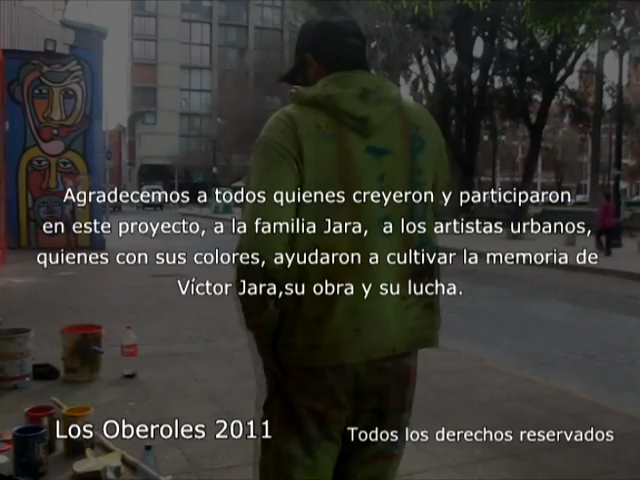 Agradecemos a todos quienes creyeron y participaron
en este proyecto, a la familia Jara,  a los artistas urbanos,
quienes con sus colores, ayudaron a cultivar la memoria de
Víctor Jara,su obra y su lucha.
Los Oberoles 2011
Todos los derechos reservados